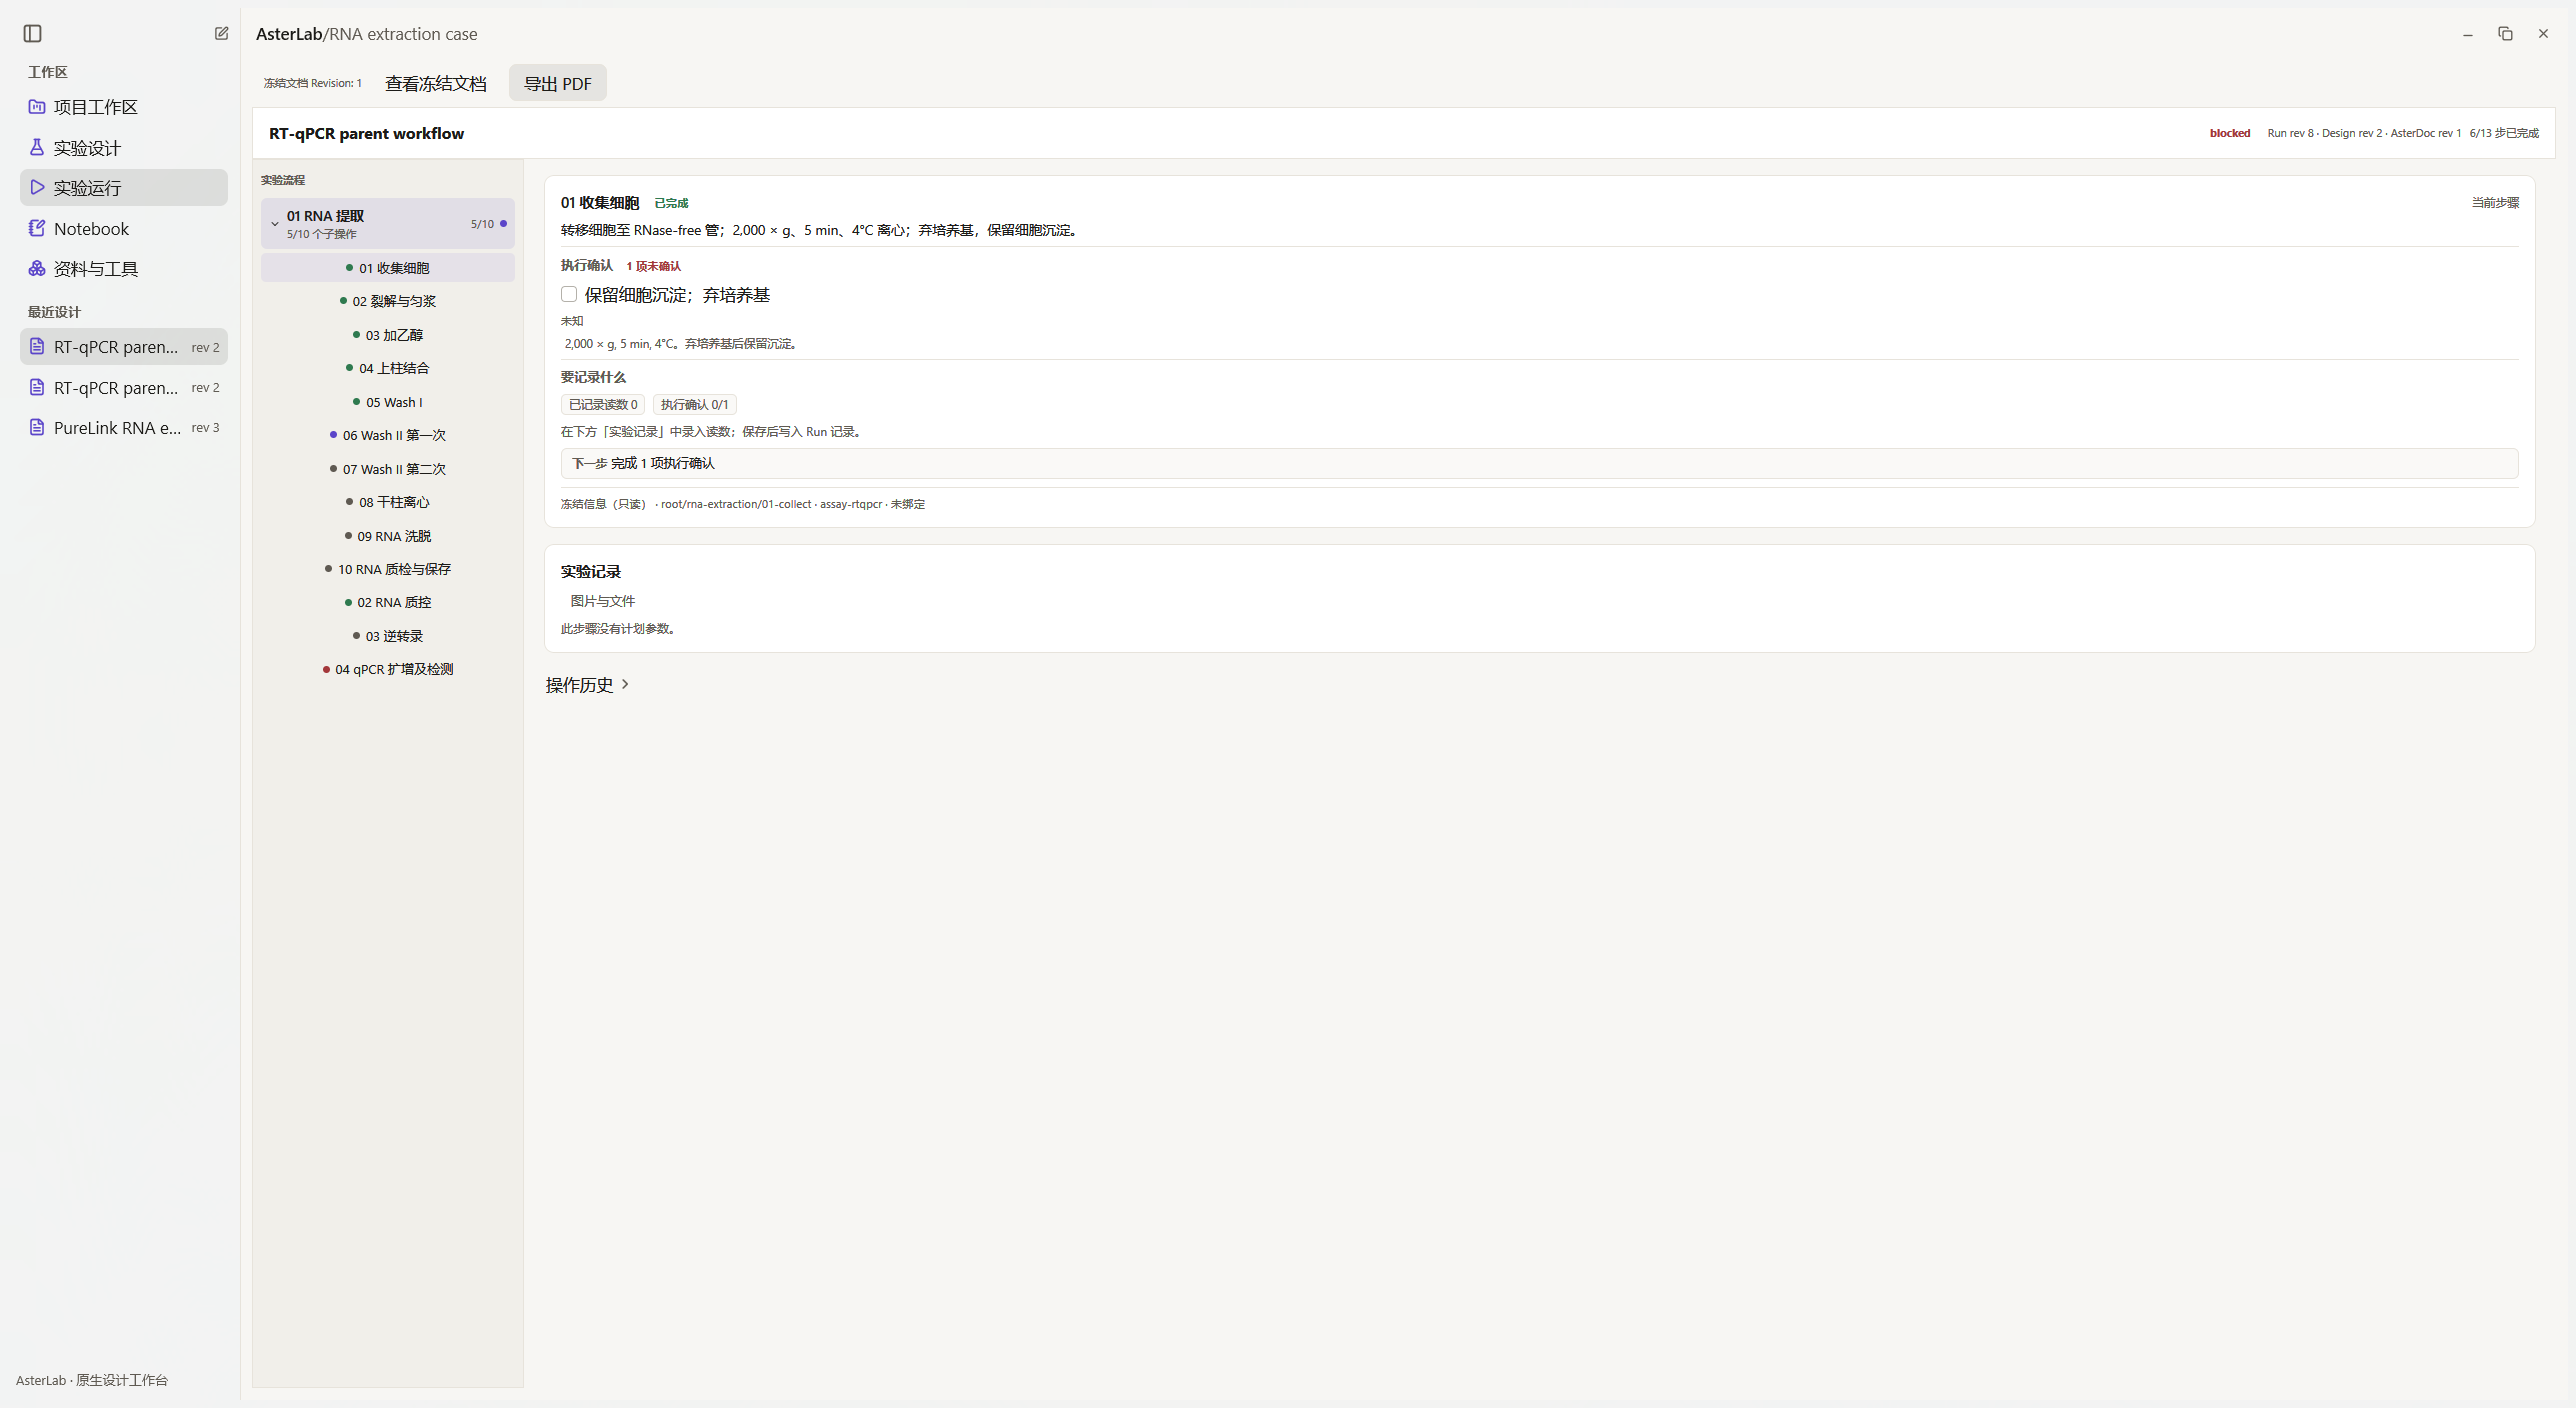 工作区
项目工作区
实验设计
实验运行
Notebook
资料与工具
最近设计
RT-qPCR paren... rev 2
RT-qPCR paren... rev 2
PureLink RNA e... rev 3
AsterLab · 原生设计工作台
AsterLab/RNA extraction case
冻结文档 Revision: 1 查看冻结文档 导出 PDF
RT-qPCR parent workflow
blocked Run rev 8 · Design rev 2 · AsterDoc rev 1 6/13 步已完成
实验流程
01 RNA 提取 5/10
5/10 个子操作
01 收集细胞
02 裂解与匀浆
03 加乙醇
04 上柱结合
05 Wash I
06 Wash II 第一次
07 Wash II 第二次
08 干柱离心
09 RNA 洗脱
10 RNA 质检与保存
02 RNA 质控
03 逆转录
04 qPCR 扩增及检测
01 收集细胞 已完成 当前步骤
转移细胞至 RNase-free 管；2,000 × g、5 min、4°C 离心；弃培养基，保留细胞沉淀。
执行确认 1 项未确认
保留细胞沉淀；弃培养基
未知
2,000 × g, 5 min, 4°C。弃培养基后保留沉淀。
要记录什么
已记录读数 0 执行确认 0/1
在下方「实验记录」中录入读数；保存后写入 Run 记录。
下一步 完成 1 项执行确认
冻结信息（只读） · root/rna-extraction/01-collect · assay-rtqpcr · 未绑定
实验记录
图片与文件
此步骤没有计划参数。
操作历史